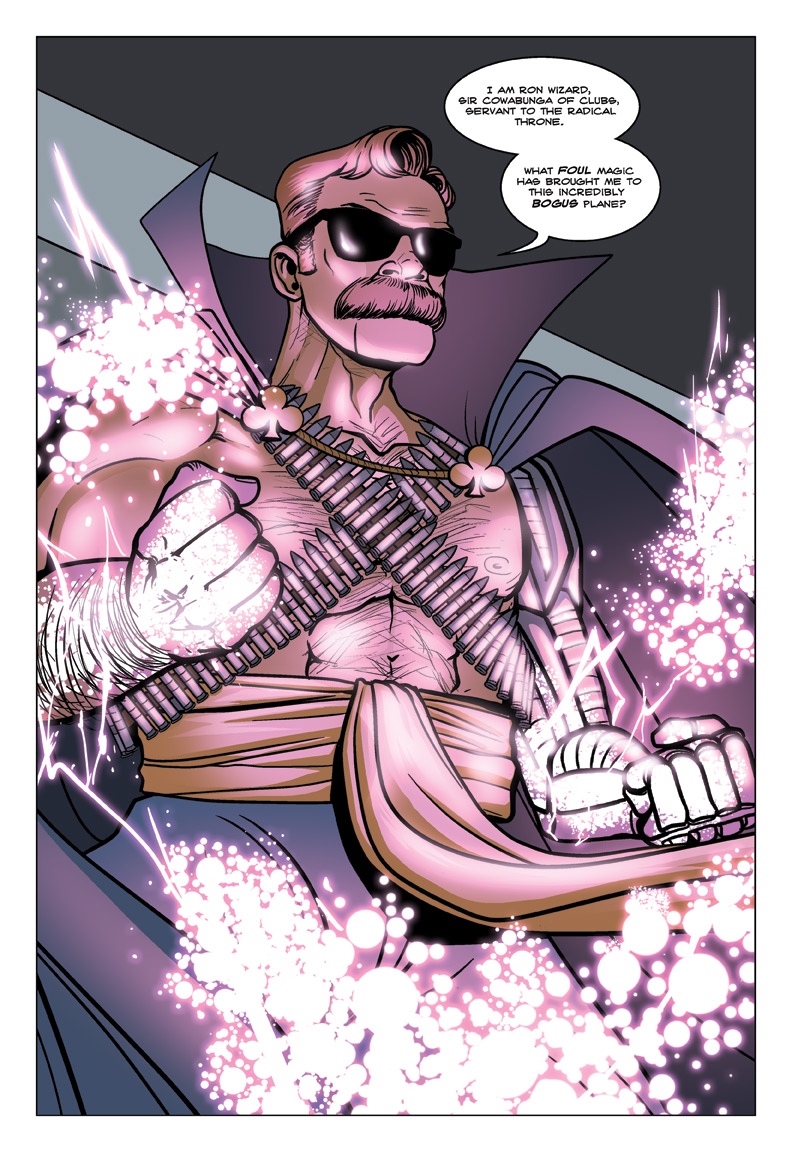 I AM RON WIZARD,
SIR COWABUNGA OF CLUBS,
SERVANT TO THE RADICAL
THRONE.
WHAT FOUL MAGIC
HAS BROUGHT ME TO
THIS INCREDIBLY
BOGUS PLANE?